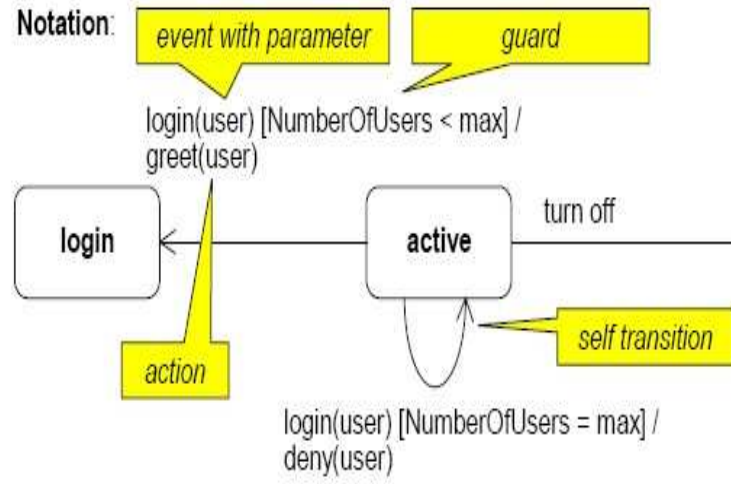 Notation:
event with parameter
guard
login(user) [NumberOfUsers < max] /
greet(user)
login
active
turn off
action
self transition
login(user) [NumberOfUsers = max] /
deny(user)